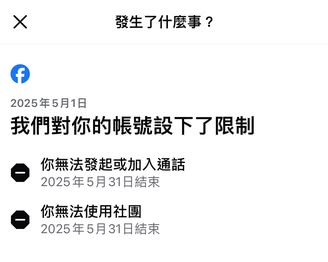 發生了什麼事？
2025年5月1日
我們對你的帳號設下了限制
你無法發起或加入通話
2025年5月31日結束
你無法使用社團
2025年5月31日結束